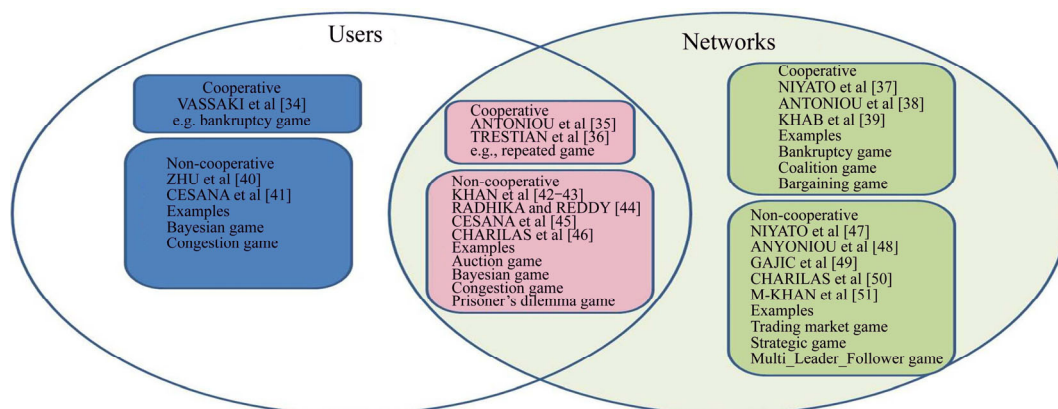 Users
Networks
Cooperative
VASSAKI et al [34]
e.g. bankruptcy game
Non-cooperative
ZHU et al [40]
CESANA et al [41]
Examples
Bayesian game
Congestion game
Cooperative
ANTONIOU et al [35]
TRESTIAN et al [36]
e.g., repeated game
Non-cooperative
KHAN et al [42−43]
RADHIKA and REDDY [44]
CESANA et al [45]
CHARILAS et al [46]
Examples
Auction game
Bayesian game
Congestion game
Prisoner's dilemma game
Cooperative
NIYATO et al [37]
ANTONIOU et al [38]
KHAB et al [39]
Examples
Bankruptcy game
Coalition game
Bargaining game
Non-cooperative
NIYATO et al [47]
ANYONIOU et al [48]
GAJIC et al [49]
CHARILAS et al [50]
M-KHAN et al [51]
Examples
Trading market game
Strategic game
Multi_Leader_Follower game